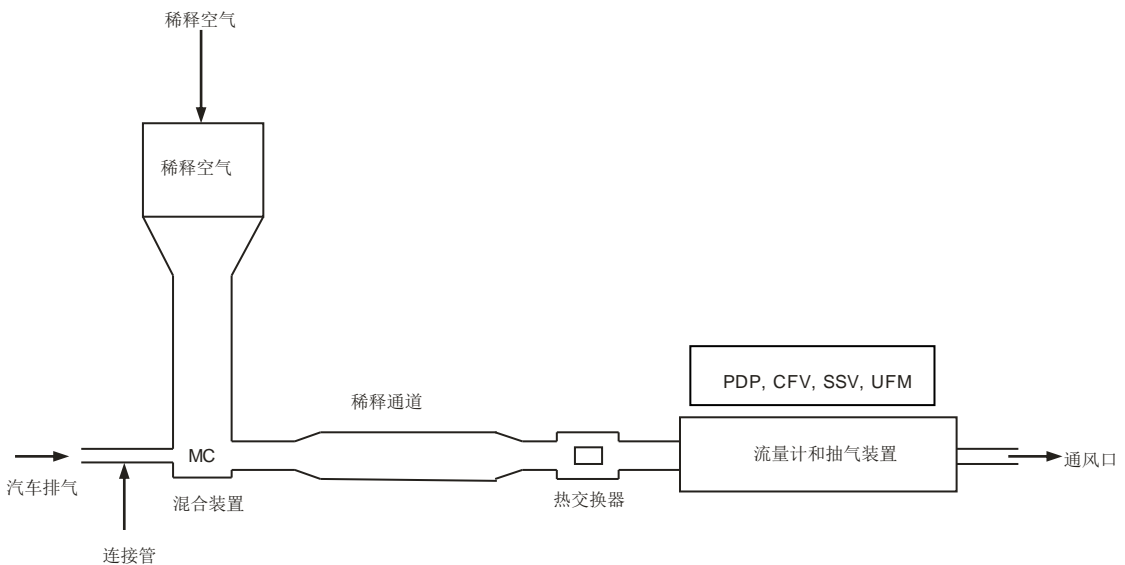 稀释空气
稀释空气
PDP, CFV, SSV, UFM
稀释通道
MC
流量计和抽气装置
通风口
汽车排气
混合装置
热交换器
连接管